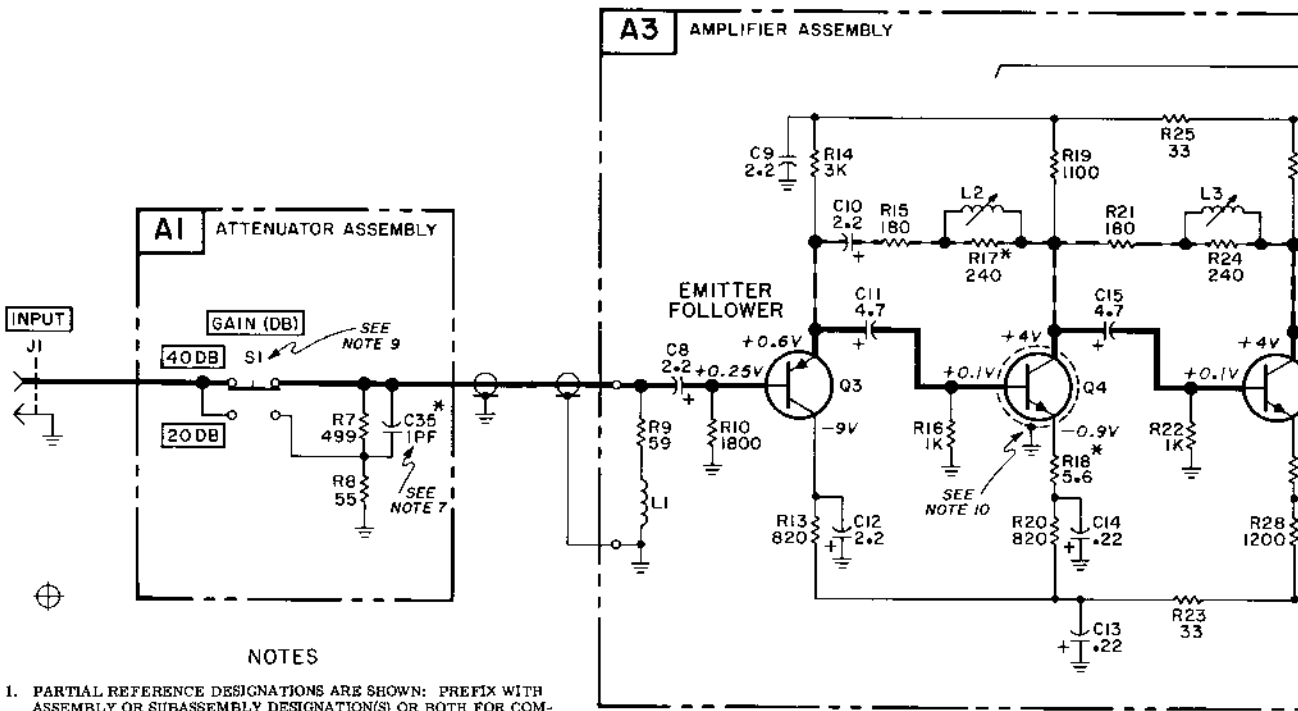 A3 AMPLIFIER ASSEMBLY
A1 ATTENUATOR ASSEMBLY
INPUT
J1
GAIN (DB)
40DB
S1
SEE
NOTE 9
20DB
R7
499
C35 *
1PF
R8
55
SEE
NOTE 7
R9
59
L1
C8
2.2
+
+0.25V
R10
1800
EMITTER
FOLLOWER
C9
2.2
R14
3K
C10
2.2
+
R15
180
L2
R17*
240
C11
4.7
+
+0.6V
Q3
-9V
R13
820
C12
2.2
+
R16
1K
+0.1V
+4V
Q4
-0.9V
R18*
5.6
SEE
NOTE 10
R20
820
C14
.22
+
R19
1100
R25
33
R21
180
L3
R24
240
C15
4.7
+
+0.1V
+4V
R22
1K
R28
1200
R23
33
C13
.22
+
NOTES
1. PARTIAL REFERENCE DESIGNATIONS ARE SHOWN: PREFIX WITH
ASSEMBLY OR SUBASSEMBLY DESIGNATION(S) OR BOTH FOR COM-